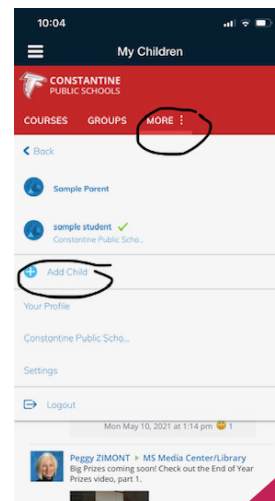 10:04
My Children
CONSTANTINE
PUBLIC SCHOOLS
COURSES GROUPS MORE
Back
Sample Parent
sample student
Constantine Public Scho...
Add Child
Your Profile
Constantine Public Scho...
Settings
Logout
Mon May 10, 2021 at 1:14 pm 1
Peggy ZIMONT ▸ MS Media Center/Library
Big Prizes coming soon! Check out the End of Year
Prizes video, part 1.